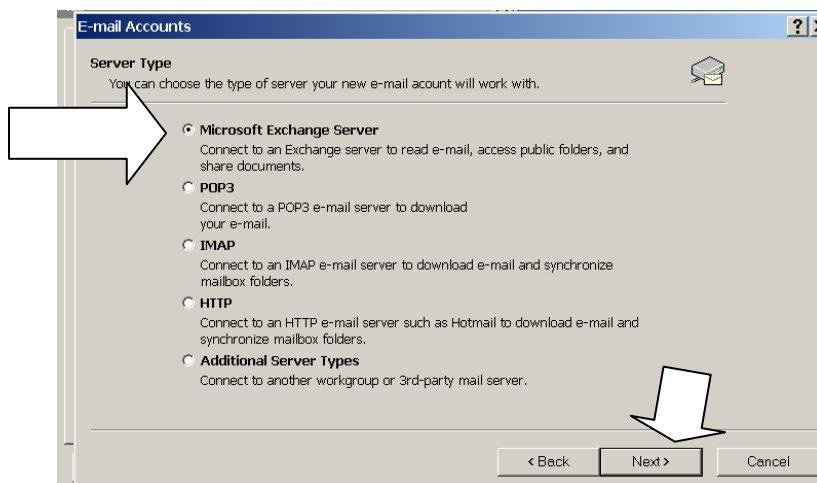 E-mail Accounts
?
Server Type
You can choose the type of server your new e-mail acount will work with.
Microsoft Exchange Server
Connect to an Exchange server to read e-mail, access public folders, and
share documents.
POP3
Connect to a POP3 e-mail server to download
your e-mail.
IMAP
Connect to an IMAP e-mail server to download e-mail and synchronize
mailbox folders.
HTTP
Connect to an HTTP e-mail server such as Hotmail to download e-mail and
synchronize mailbox folders.
Additional Server Types
Connect to another workgroup or 3rd-party mail server.
< Back
Next >
Cancel